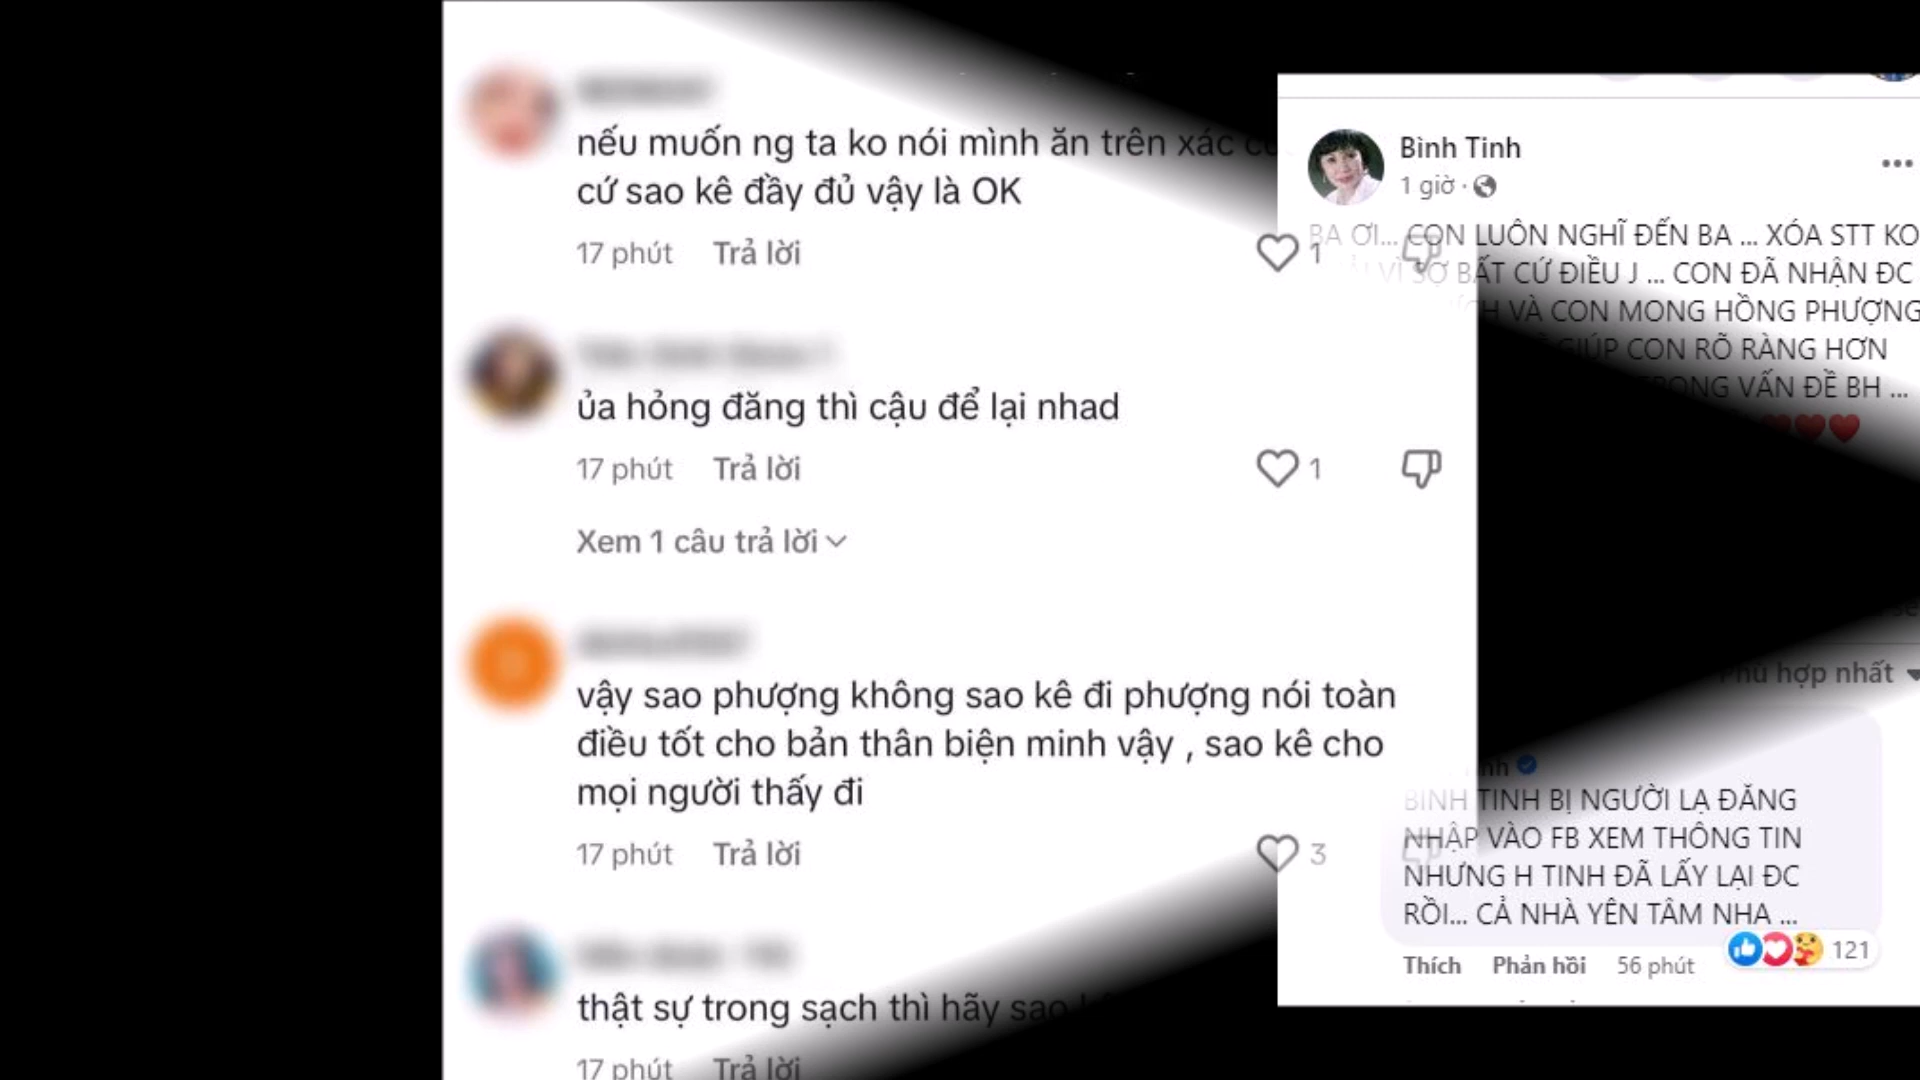 nếu muốn ng ta ko nói mình ăn trên xác
cứ sao kê đầy đủ vậy là OK
17 phút Trả lời
1
ủa hỏng đăng thì cậu để lại nhad
17 phút Trả lời
1
Xem 1 câu trả lời
vậy sao phượng không sao kê đi phượng nói toàn
điều tốt cho bản thân biện minh vậy , sao kê cho
mọi người thấy đi
17 phút Trả lời
3
thật sự trong sạch thì hãy sao
17 phút Trả lời
Bình Tinh
1 giờ ·
BA ƠI... CON LUÔN NGHĨ ĐẾN BA ... XÓA STT KO
VÌ SỢ BẤT CỨ ĐIỀU J ... CON ĐÃ NHẬN ĐC
VÀ CON MONG HỒNG PHƯỢNG
GIÚP CON RÕ RÀNG HƠN
TRONG VẤN ĐỀ BH ...
Phù hợp nhất
BÌNH TINH BỊ NGƯỜI LẠ ĐĂNG
NHẬP VÀO FB XEM THÔNG TIN
NHƯNG H TINH ĐÃ LẤY LẠI ĐC
RỒI... CẢ NHÀ YÊN TÂM NHA ...
Thích Phản hồi 56 phút
121